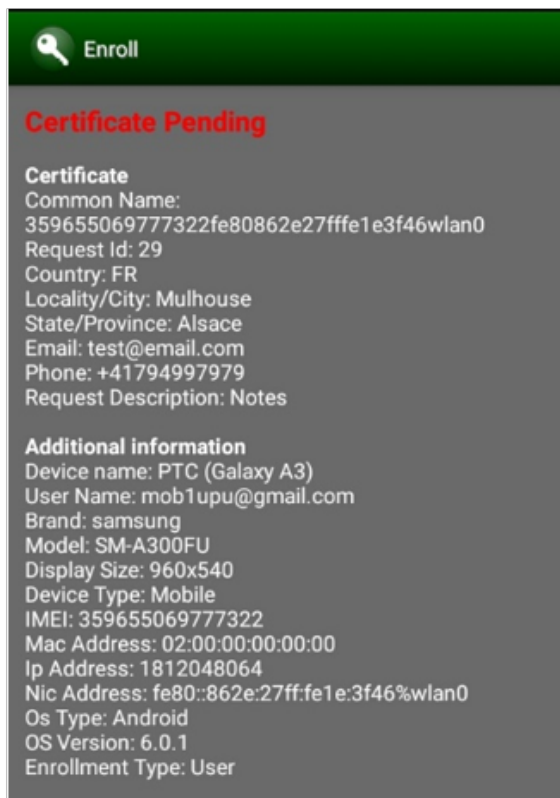 Enroll
Certificate Pending
Certificate
Common Name:
359655069777322fe80862e27fffe1e3f46wlan0
Request Id: 29
Country: FR
Locality/City: Mulhouse
State/Province: Alsace
Email: test@email.com
Phone: +41794997979
Request Description: Notes
Additional information
Device name: PTC (Galaxy A3)
User Name: mob1upu@gmail.com
Brand: samsung
Model: SM-A300FU
Display Size: 960x540
Device Type: Mobile
IMEI: 359655069777322
Mac Address: 02:00:00:00:00:00
Ip Address: 1812048064
Nic Address: fe80::862e:27ff:fe1e:3f46%wlan0
Os Type: Android
OS Version: 6.0.1
Enrollment Type: User